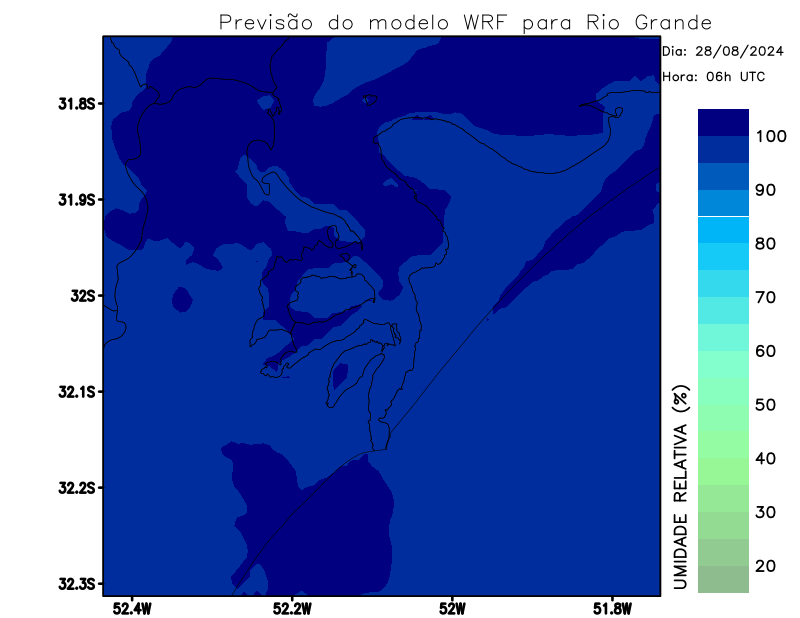 Previsão do modelo WRF para Rio Grande
Dia: 28/08/2024
Hora: 06h UTC
31.8S
31.9S
32S
32.1S
32.2S
32.3S
52.4W
52.2W
52W
51.8W
UMIDADE RELATIVA (%)
100
90
80
70
60
50
40
30
20